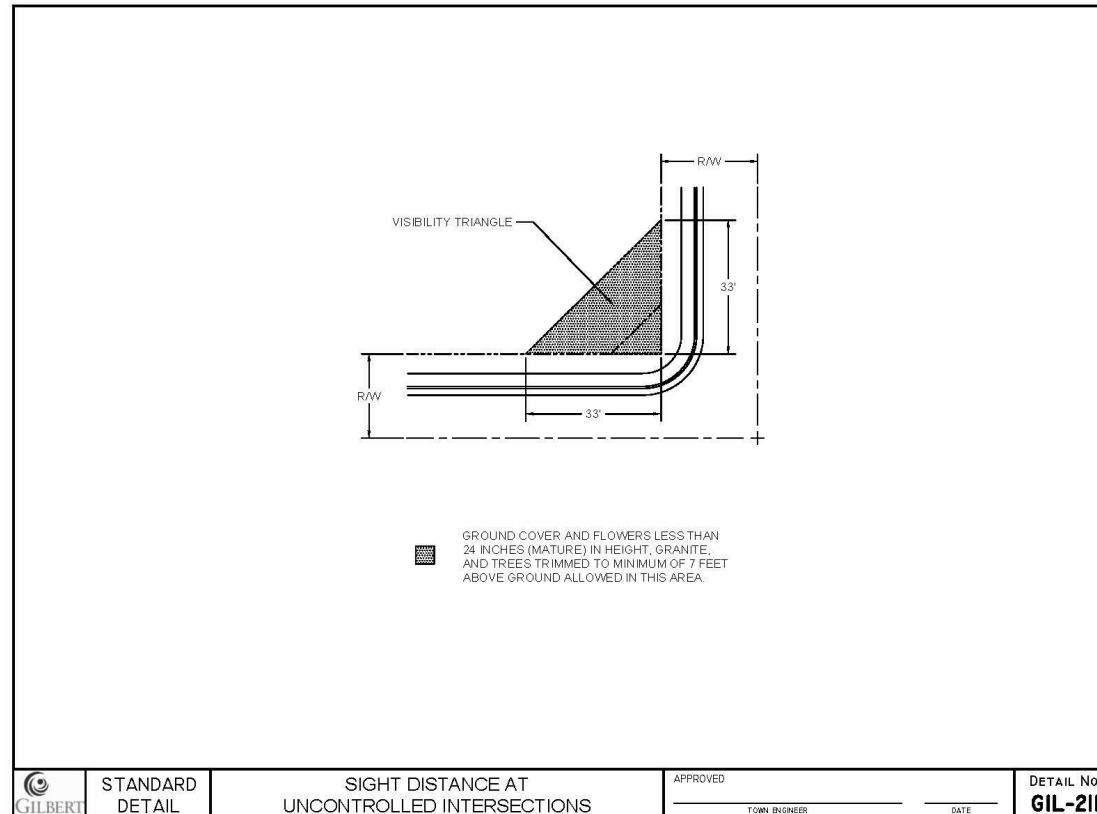 R/W
VISIBILITY TRIANGLE
33'
R/W
33'
GROUND COVER AND FLOWERS LESS THAN
24 INCHES (MATURE) IN HEIGHT, GRANITE,
AND TREES TRIMMED TO MINIMUM OF 7 FEET
ABOVE GROUND ALLOWED IN THIS AREA.
GILBERT
STANDARD
DETAIL
SIGHT DISTANCE AT
UNCONTROLLED INTERSECTIONS
APPROVED
TOWN ENGINEER
DATE
DETAIL No